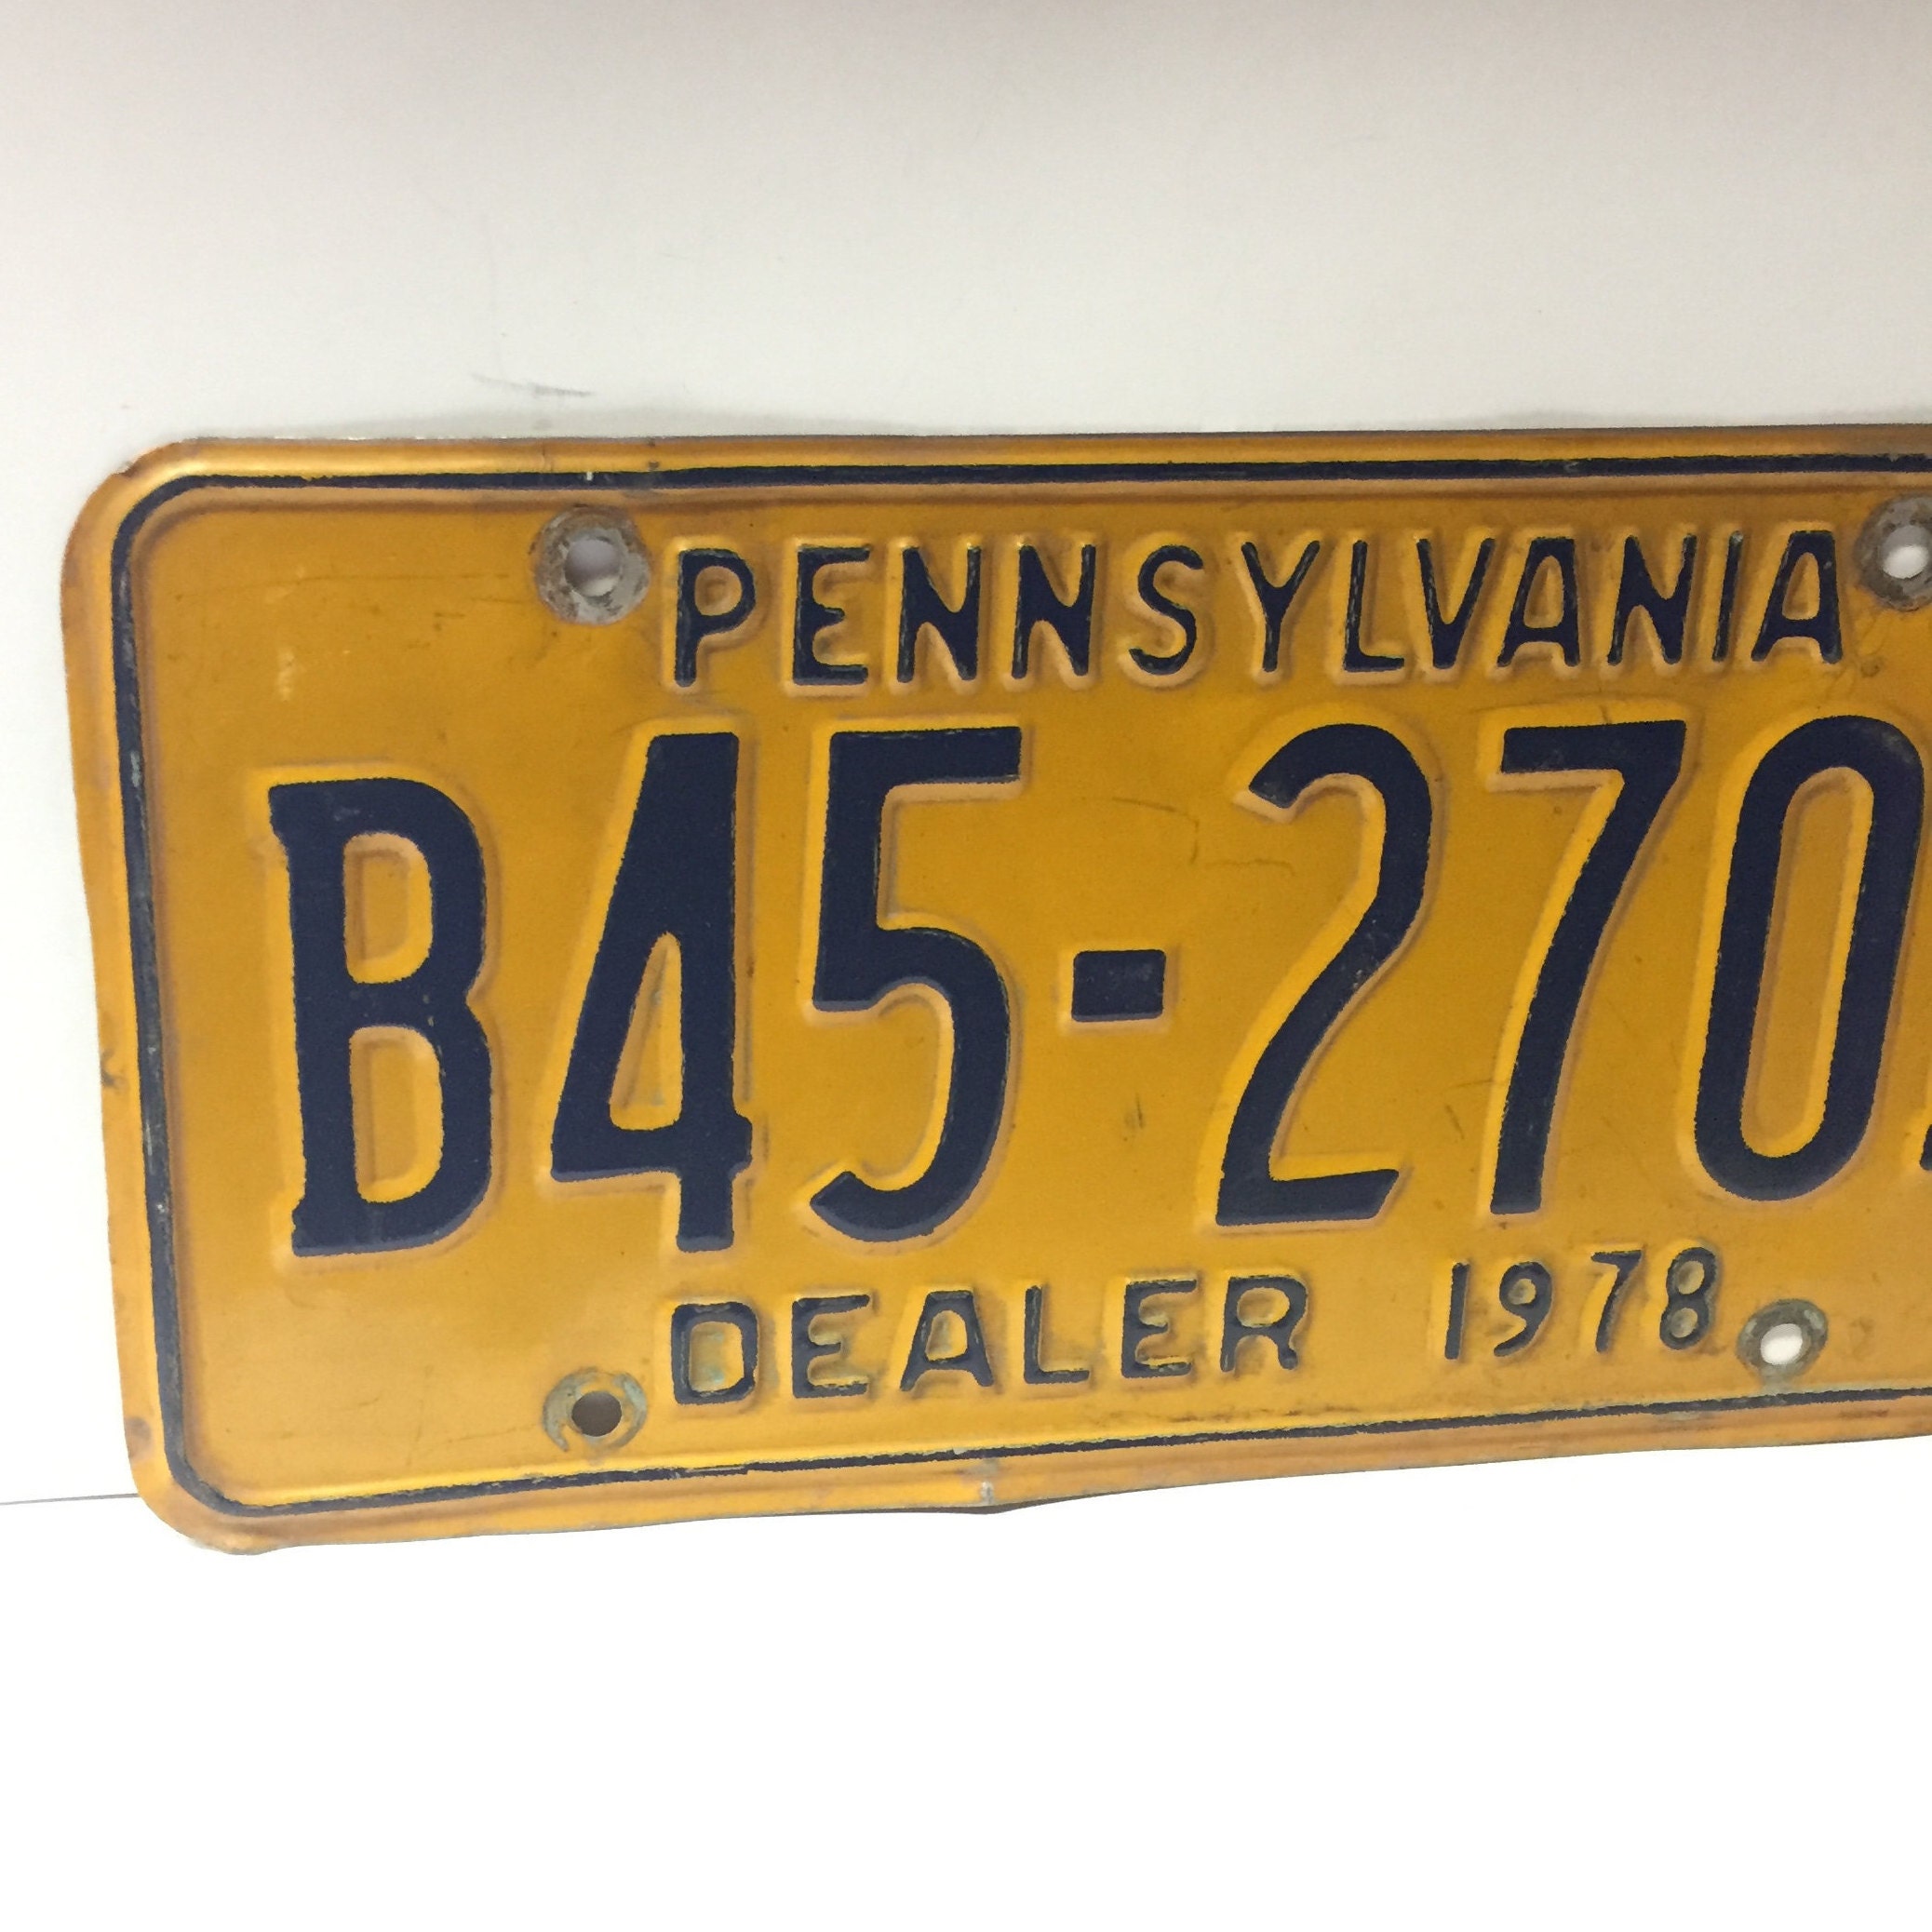 PENNSYLVANIA
B45-270
DEALER 1978